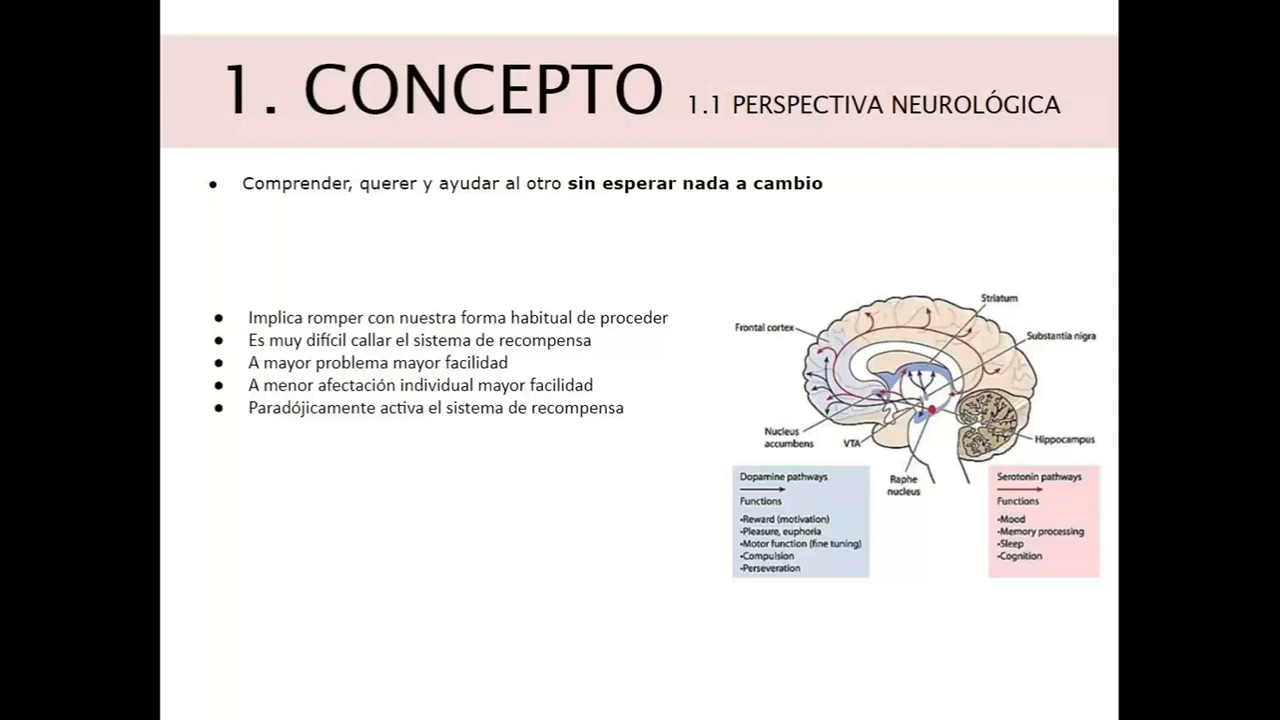 1. CONCEPTO 1.1 PERSPECTIVA NEUROLÓGICA
● Comprender, querer y ayudar al otro sin esperar nada a cambio
● Implica romper con nuestra forma habitual de proceder
● Es muy difícil callar el sistema de recompensa
● A mayor problema mayor facilidad
● A menor afectación individual mayor facilidad
● Paradójicamente activa el sistema de recompensa
Striatum
Frontal cortex
Substantia nigra
Nucleus
accumbens
VTA
Hippocampus
Raphe
nucleus
Dopamine pathways
Functions
•Reward (motivation)
•Pleasure, euphoria
•Motor function (fine tuning)
•Compulsion
•Perseveration
Serotonin pathways
Functions
•Mood
•Memory processing
•Sleep
•Cognition